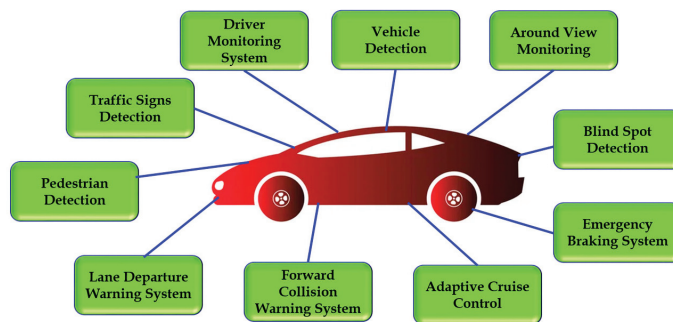 Driver
Monitoring
System
Vehicle
Detection
Around View
Monitoring
Traffic Signs
Detection
Blind Spot
Detection
Pedestrian
Detection
Emergency
Braking System
Lane Departure
Warning System
Forward
Collision
Warning System
Adaptive Cruise
Control